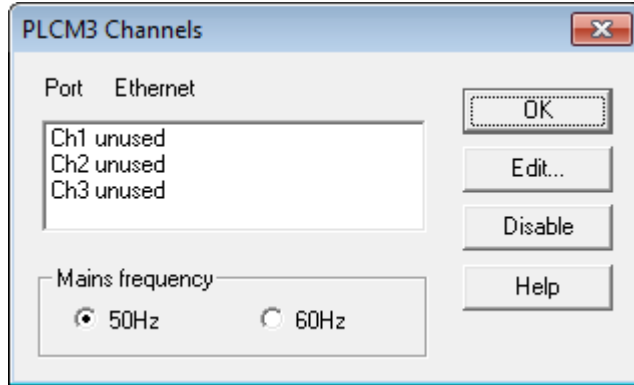 PLCM3 Channels
Port Ethernet
Ch1 unused
Ch2 unused
Ch3 unused
OK
Edit...
Disable
Help
Mains frequency
50Hz
60Hz